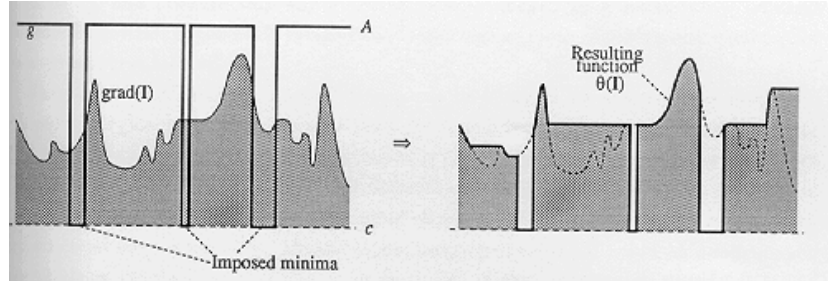 g
A
grad(I)
⇒
Resulting
function
θ(I)
c
Imposed minima